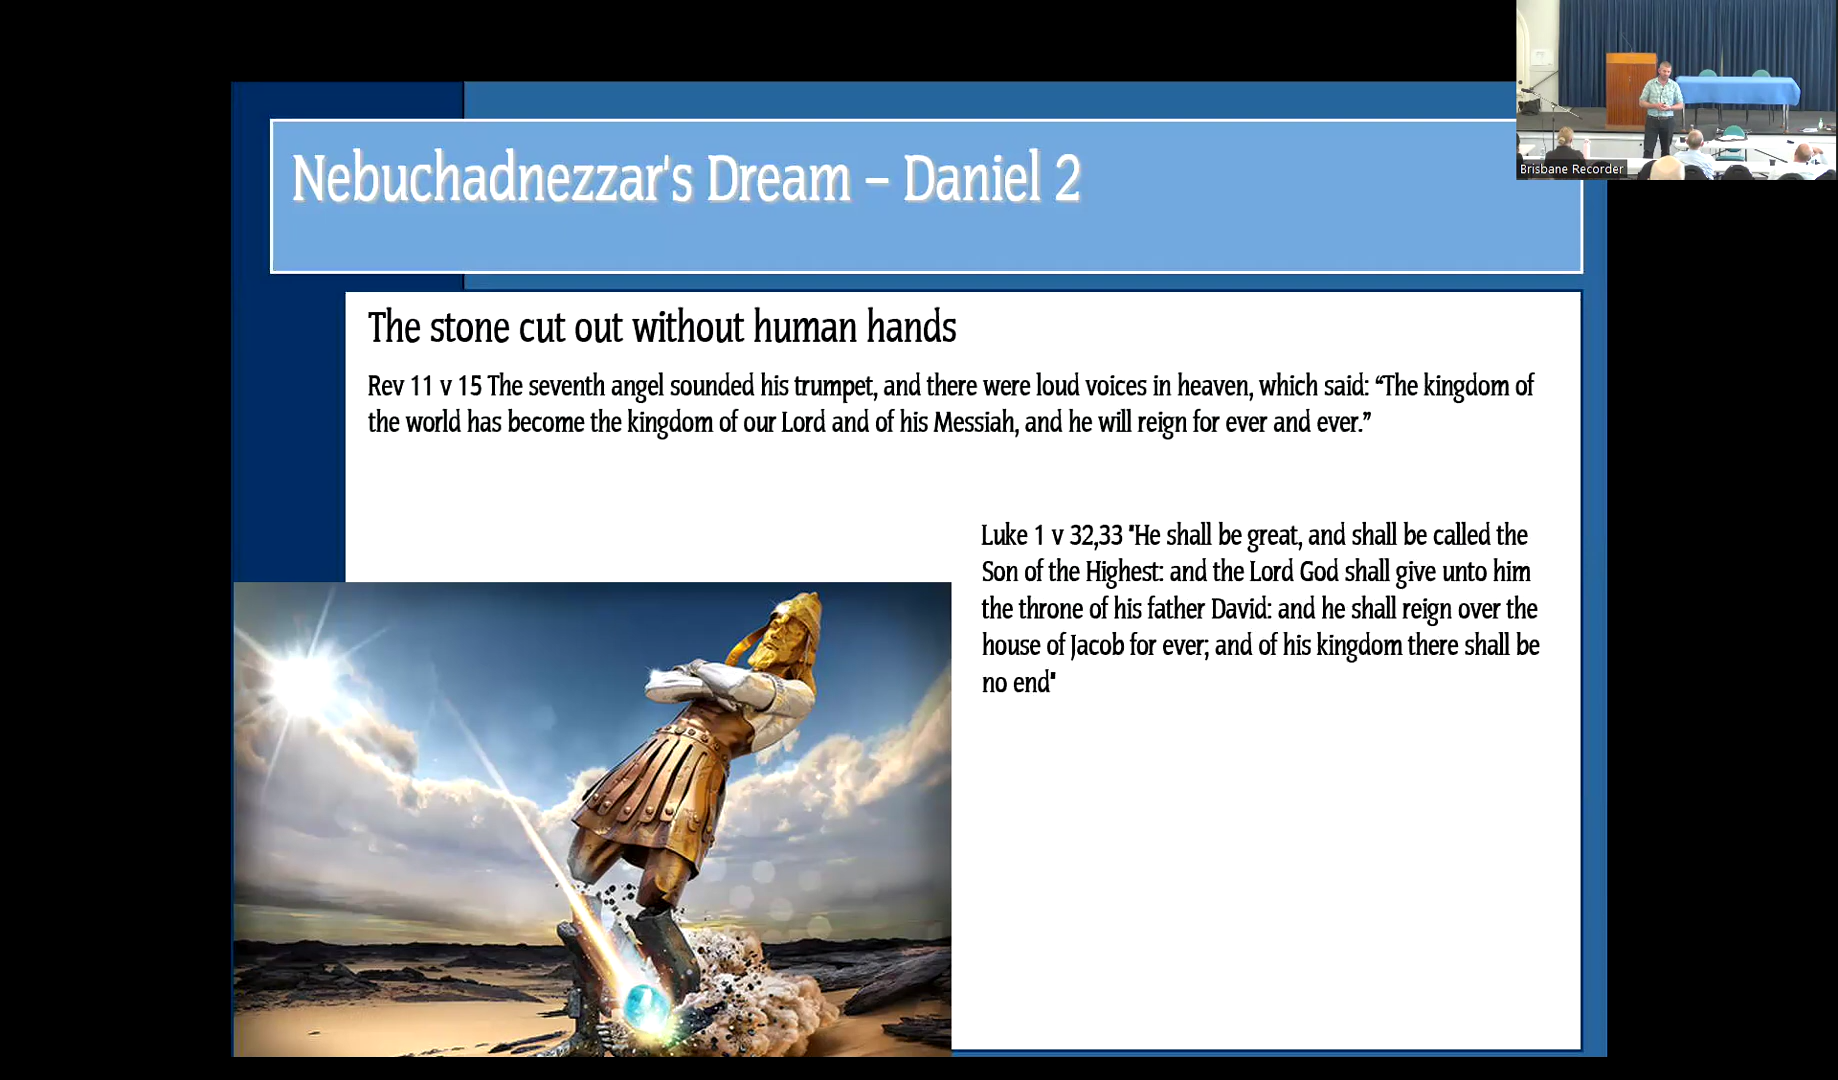 Nebuchadnezzar's Dream – Daniel 2
Brisbane Recorder
The stone cut out without human hands
Rev 11 v 15 The seventh angel sounded his trumpet, and there were loud voices in heaven, which said: “The kingdom of
the world has become the kingdom of our Lord and of his Messiah, and he will reign for ever and ever.”
Luke 1 v 32,33 "He shall be great, and shall be called the
Son of the Highest: and the Lord God shall give unto him
the throne of his father David: and he shall reign over the
house of Jacob for ever; and of his kingdom there shall be
no end"